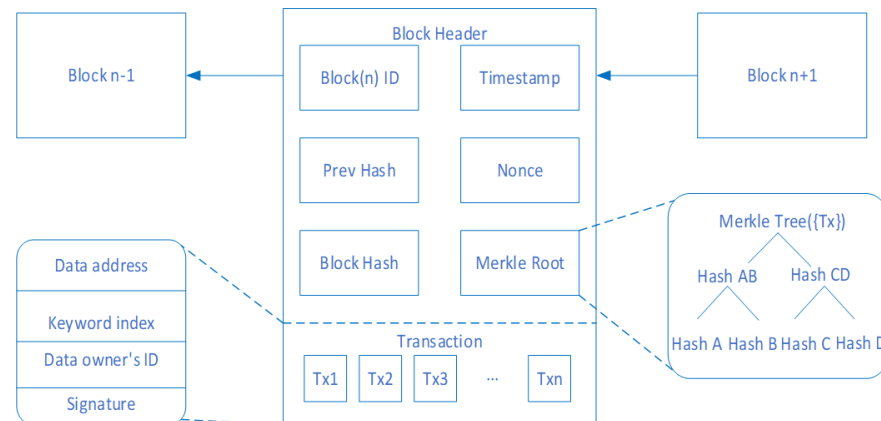 Block Header
Block n-1
Block(n) ID
Timestamp
Block n+1
Prev Hash
Nonce
Block Hash
Merkle Root
Merkle Tree({Tx})
Hash AB
Hash CD
Hash A
Hash B
Hash C
Hash D
Data address
Keyword index
Data owner's ID
Signature
Transaction
Tx1
Tx2
Tx3
...
Txn